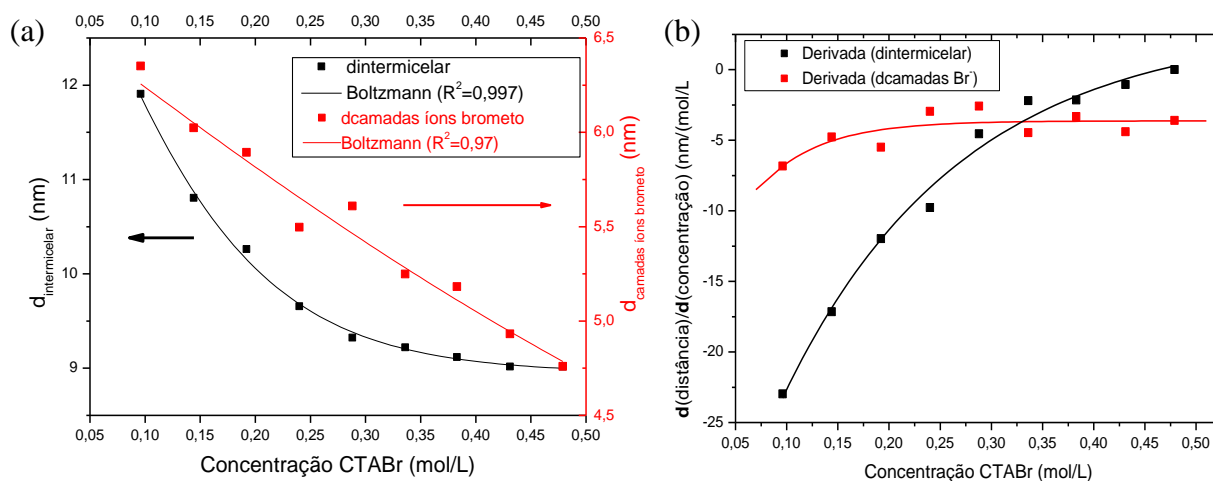 (a)
0,05 0,10 0,15 0,20 0,25 0,30 0,35 0,40 0,45 0,50
12
11
10
9
d intermicelar (nm)
dintermicelar
Boltzmann (R²=0,997)
dcamadas íons brometo
Boltzmann (R²=0,97)
6,5
6,0
5,5
5,0
4,5
d camadas íons brometo (nm)
0,05 0,10 0,15 0,20 0,25 0,30 0,35 0,40 0,45 0,50
Concentração CTABr (mol/L)
(b)
Derivada (dintermicelar)
Derivada (dcamadas Br⁻)
0
-5
-10
-15
-20
-25
d(distância)/d(concentração) (nm/(mol/L
0,05 0,10 0,15 0,20 0,25 0,30 0,35 0,40 0,45 0,50
Concentração CTABr (mol/L)